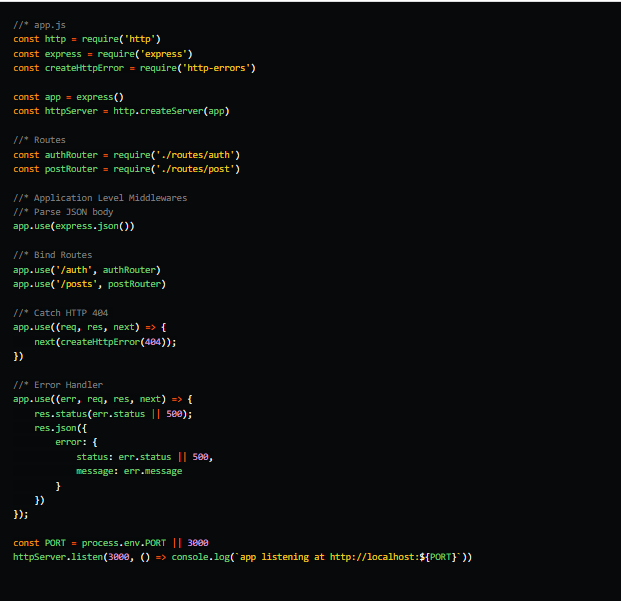 //* app.js
const http = require('http')
const express = require('express')
const createHttpError = require('http-errors')
const app = express()
const httpServer = http.createServer(app)
//* Routes
const authRouter = require('./routes/auth')
const postRouter = require('./routes/post')
//* Application Level Middlewares
//* Parse JSON body
app.use(express.json())
//* Bind Routes
app.use('/auth', authRouter)
app.use('/posts', postRouter)
//* Catch HTTP 404
app.use((req, res, next) => {
    next(createHttpError(404));
})
//* Error Handler
app.use((err, req, res, next) => {
    res.status(err.status || 500);
    res.json({
        error: {
            status: err.status || 500,
            message: err.message
        }
    })
});
const PORT = process.env.PORT || 3000
httpServer.listen(3000, () => console.log(`app listening at http://localhost:${PORT}`))